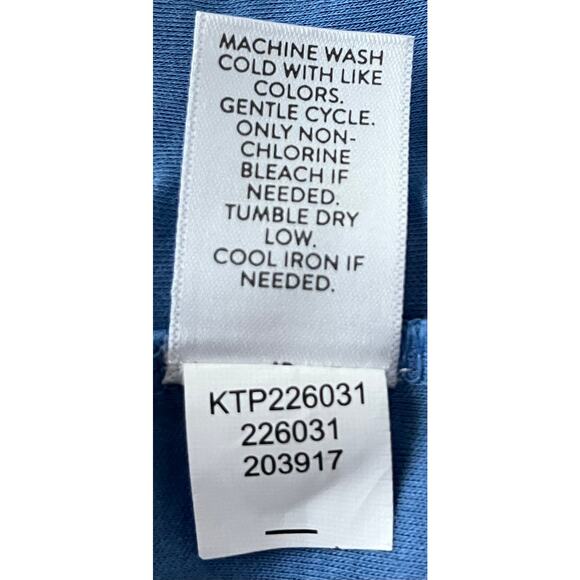 MACHINE WASH
COLD WITH LIKE
COLORS.
GENTLE CYCLE.
ONLY NON-
CHLORINE
BLEACH IF
NEEDED.
TUMBLE DRY
LOW.
COOL IRON IF
NEEDED.
KTP226031
226031
203917